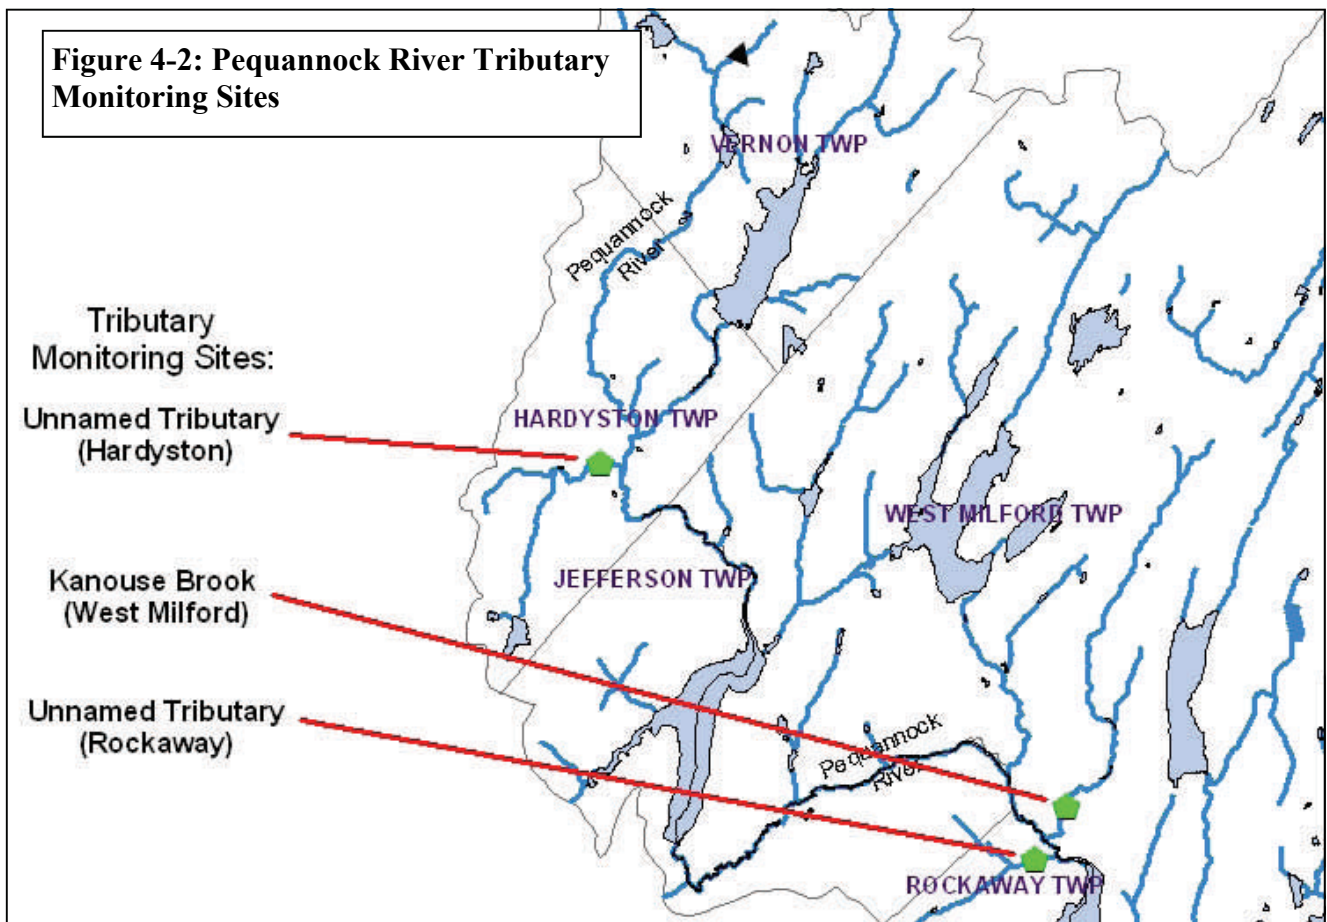 Figure 4-2: Pequannock River Tributary
Monitoring Sites
VERNON TWP
Pequannock
River
Tributary
Monitoring Sites:
Unnamed Tributary
(Hardyston)
HARDYSTON TWP
WEST MILFORD TWP
Kanouse Brook
(West Milford)
JEFFERSON TWP
Unnamed Tributary
(Rockaway)
Pequannock
River
ROCKAWAY TWP